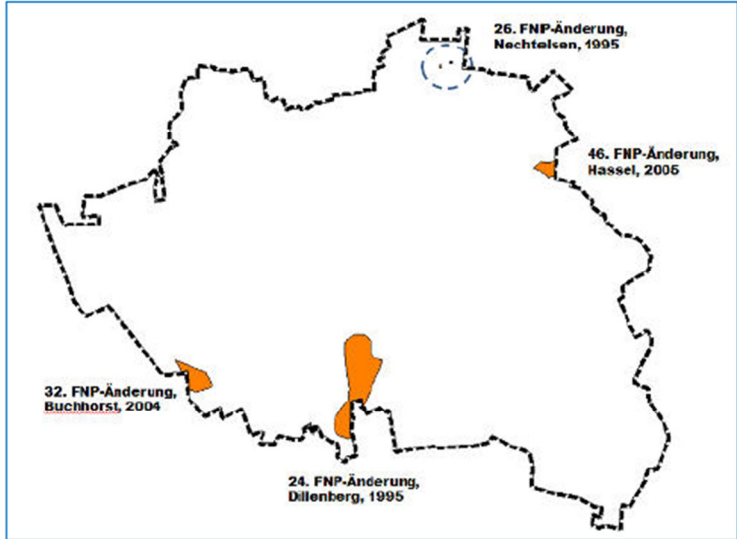 26. FNP-Änderung,
Nechtelsen, 1995
46. FNP-Änderung,
Hassel, 2005
32. FNP-Änderung,
Buchhorst, 2004
24. FNP-Änderung,
Dillenberg, 1995